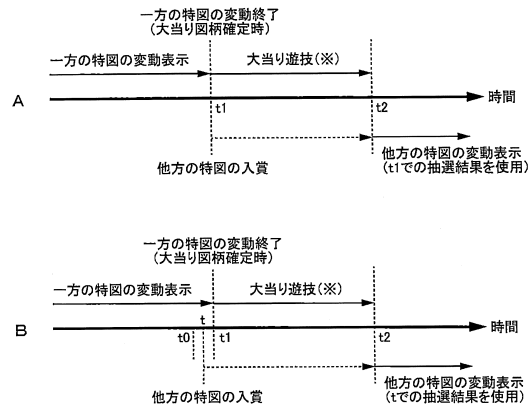 一方の特図の変動終了
(大当り図柄確定時)
一方の特図の変動表示
大当り遊技(※)
A
時間
t1
t2
他方の特図の入賞
他方の特図の変動表示
(t1での抽選結果を使用)
一方の特図の変動終了
(大当り図柄確定時)
一方の特図の変動表示
大当り遊技(※)
t
B
時間
t0
t1
t2
他方の特図の入賞
他方の特図の変動表示
(tでの抽選結果を使用)